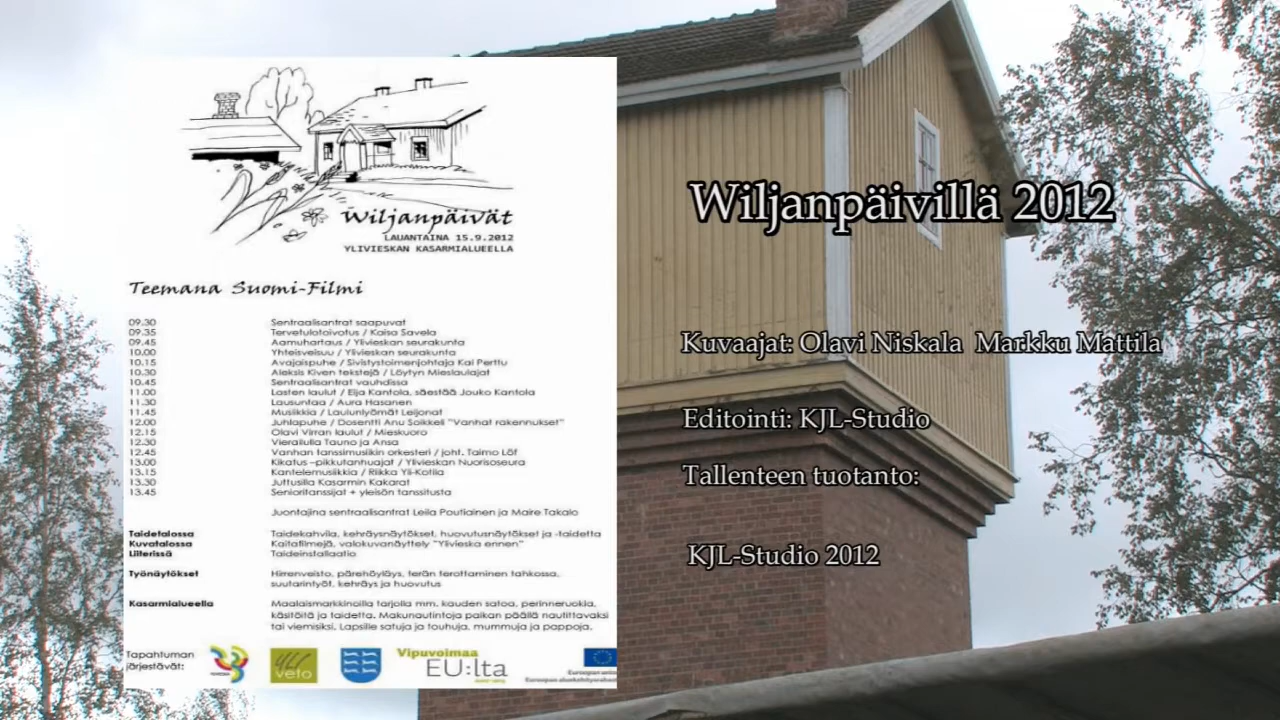 Wiljanpäivät
LAUANTAINA 15.9.2012
YLIVIESKAN KASARMIALUEELLA
Teemana Suomi-Filmi
09.30 Sentraalisantrat saapuvat
09.35 Tervetulotoivotus / Kaisa Savela
09.45 Aamuhartaus / Ylivieskan seurakunta
10.00 Yhteisveisuu / Ylivieskan seurakunta
10.15 Avajaispuhe / Sivistystoimenjohtaja Kai Perttu
10.30 Aleksis Kiven tekstejä / Löytyn Mieslaulajat
10.45 Sentraalisantrat vauhdissa
11.00 Lasten laulut / Eija Kantola, säestää Jouko Kantola
11.30 Lausuntaa / Aura Hasanen
11.45 Musiikkia / Laulunlyömät Leijonat
12.00 Juhlapuhe / Dosentti Anu Soikkeli "Vanhat rakennukset"
12.15 Olavi Virran laulut / Mieskuoro
12.30 Vierailulla Tauno ja Ansa
12.45 Vanhan tanssimusiikin orkesteri / joht. Taimo Löf
13.00 Kikatus –pikkutanhuajat / Ylivieskan Nuorisoseura
13.15 Kantelemusiikkia / Riikka Yli-Kotila
13.30 Juttusilla Kasarmin Kakarat
13.45 Senioritanssijat + yleisön tanssitusta
Juontajina sentraalisantrat Leila Poutiainen ja Maire Takalo
Taidetalossa Taidekahvila, kehräysnäytökset, huovutusnäytökset ja -taidetta
Kuvatalossa Kaitafilmejä, valokuvanäyttely "Ylivieska ennen"
Liiterissä Taideinstallaatio
Työnäytökset Hirrenveisto, pärehöyläys, terän terottaminen tahkossa,
suutarintyöt, kehräys ja huovutus
Kasarmialueella Maalaismarkkinoilla tarjolla mm. kauden satoa, perinneruokia,
käsitöitä ja taidetta. Makunautintoja paikan päällä nautittavaksi
tai viemisiksi. Lapsille satuja ja touhuja, mummuja ja pappoja.
Tapahtuman
järjestävät:
veto
Vipuvoimaa
EU:lta
Wiljanpäivillä 2012
Kuvaajat: Olavi Niskala Markku Mattila
Editointi: KJL-Studio
Tallenteen tuotanto:
KJL-Studio 2012